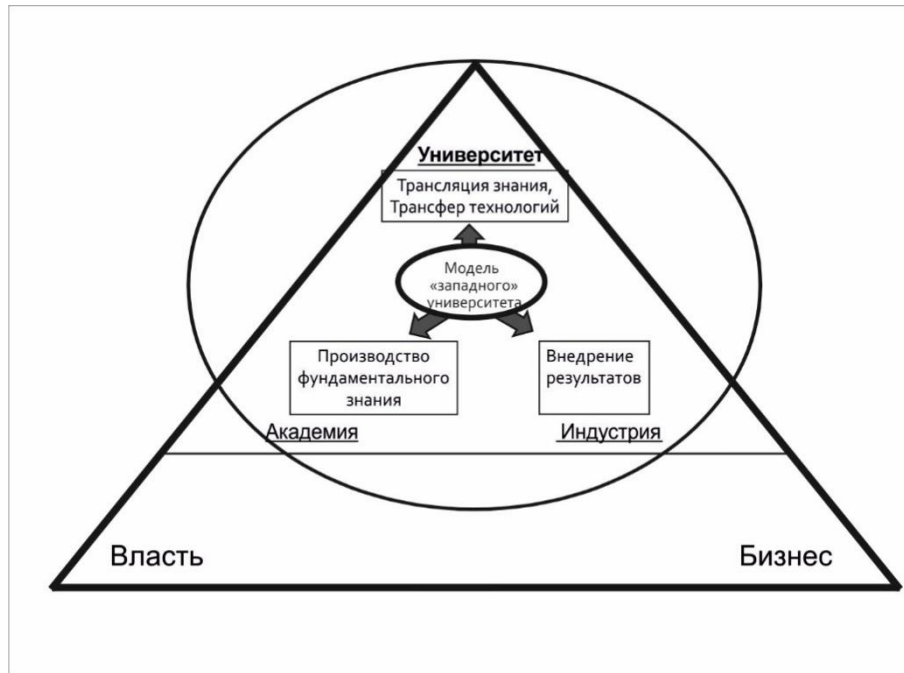 Университет
Трансляция знания,
Трансфер технологий
Модель
«западного»
университета
Производство
фундаментального
знания
Внедрение
результатов
Академия
Индустрия
Власть
Бизнес